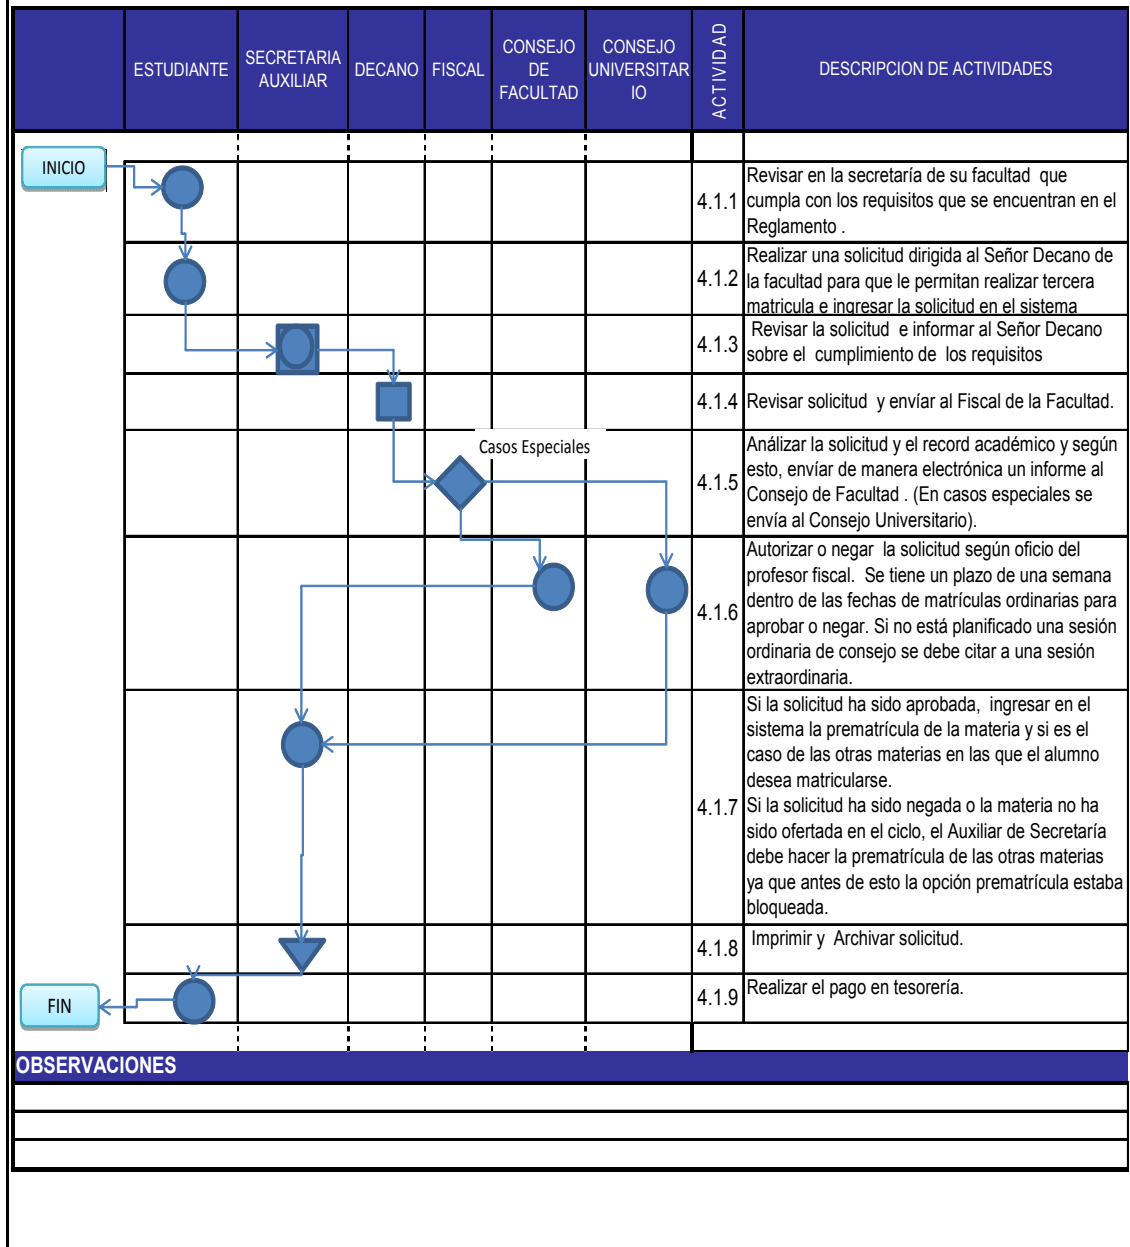 ESTUDIANTE
SECRETARIA
AUXILIAR
DECANO
FISCAL
CONSEJO
DE
FACULTAD
CONSEJO
UNIVERSITAR
IO
ACTIVIDAD
DESCRIPCION DE ACTIVIDADES
INICIO
4.1.1
Revisar en la secretaría de su facultad que
cumpla con los requisitos que se encuentran en el
Reglamento .
4.1.2
Realizar una solicitud dirigida al Señor Decano de
la facultad para que le permitan realizar tercera
matricula e ingresar la solicitud en el sistema
4.1.3
Revisar la solicitud e informar al Señor Decano
sobre el cumplimiento de los requisitos
4.1.4
Revisar solicitud y envíar al Fiscal de la Facultad.
Casos Especiales
4.1.5
Análizar la solicitud y el record académico y según
esto, envíar de manera electrónica un informe al
Consejo de Facultad . (En casos especiales se
envía al Consejo Universitario).
4.1.6
Autorizar o negar la solicitud según oficio del
profesor fiscal. Se tiene un plazo de una semana
dentro de las fechas de matrículas ordinarias para
aprobar o negar. Si no está planificado una sesión
ordinaria de consejo se debe citar a una sesión
extraordinaria.
4.1.7
Si la solicitud ha sido aprobada, ingresar en el
sistema la prematrícula de la materia y si es el
caso de las otras materias en las que el alumno
desea matricularse.
Si la solicitud ha sido negada o la materia no ha
sido ofertada en el ciclo, el Auxiliar de Secretaría
debe hacer la prematrícula de las otras materias
ya que antes de esto la opción prematrícula estaba
bloqueada.
4.1.8
Imprimir y Archivar solicitud.
4.1.9
Realizar el pago en tesorería.
FIN
OBSERVACIONES